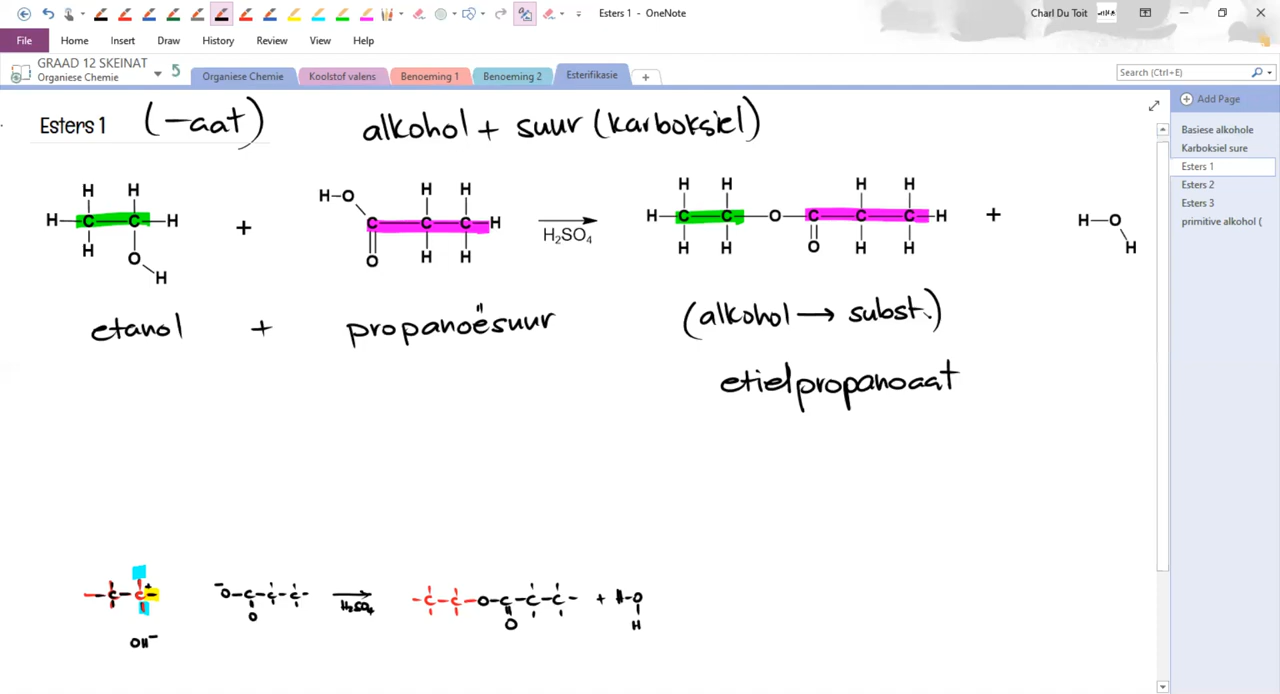 Esters 1 - OneNote
Charl Du Toit
File Home Insert Draw History Review View Help
GRAAD 12 SKEINAT
Organiese Chemie
Organiese Chemie Koolstof valens Benoeming 1 Benoeming 2 Esterifikasie +
Search (Ctrl+E)
Add Page
Basiese alkohole
Karboksiel sure
Esters 1
Esters 2
Esters 3
primitive alkohol (
Esters 1 (-aat) alkohol + suur (karboksiel)
H H H-O H H H H H H
H-C-C-H + C-C-C-H → H-C-C-O-C-C-C-H + H-O
H₂SO₄
H O O H H H H O H H H
H
etanol + propanoësuur (alkohol → subst.)
etielpropanoaat
-C-C+- ⁻O-C-C-C- → -C-C-O-C-C-C- + H-O
H₂SO₄
O O H
OH⁻